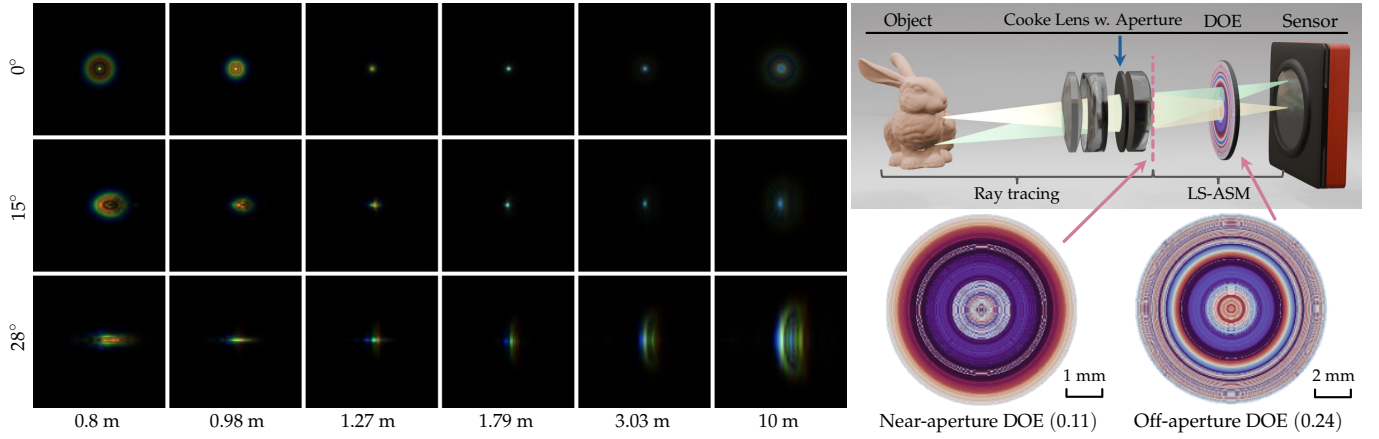 0°
15°
28°
0.8 m
0.98 m
1.27 m
1.79 m
3.03 m
10 m
Object
Cooke Lens w. Aperture
DOE
Sensor
Ray tracing
LS-ASM
1 mm
2 mm
Near-aperture DOE (0.11)
Off-aperture DOE (0.24)